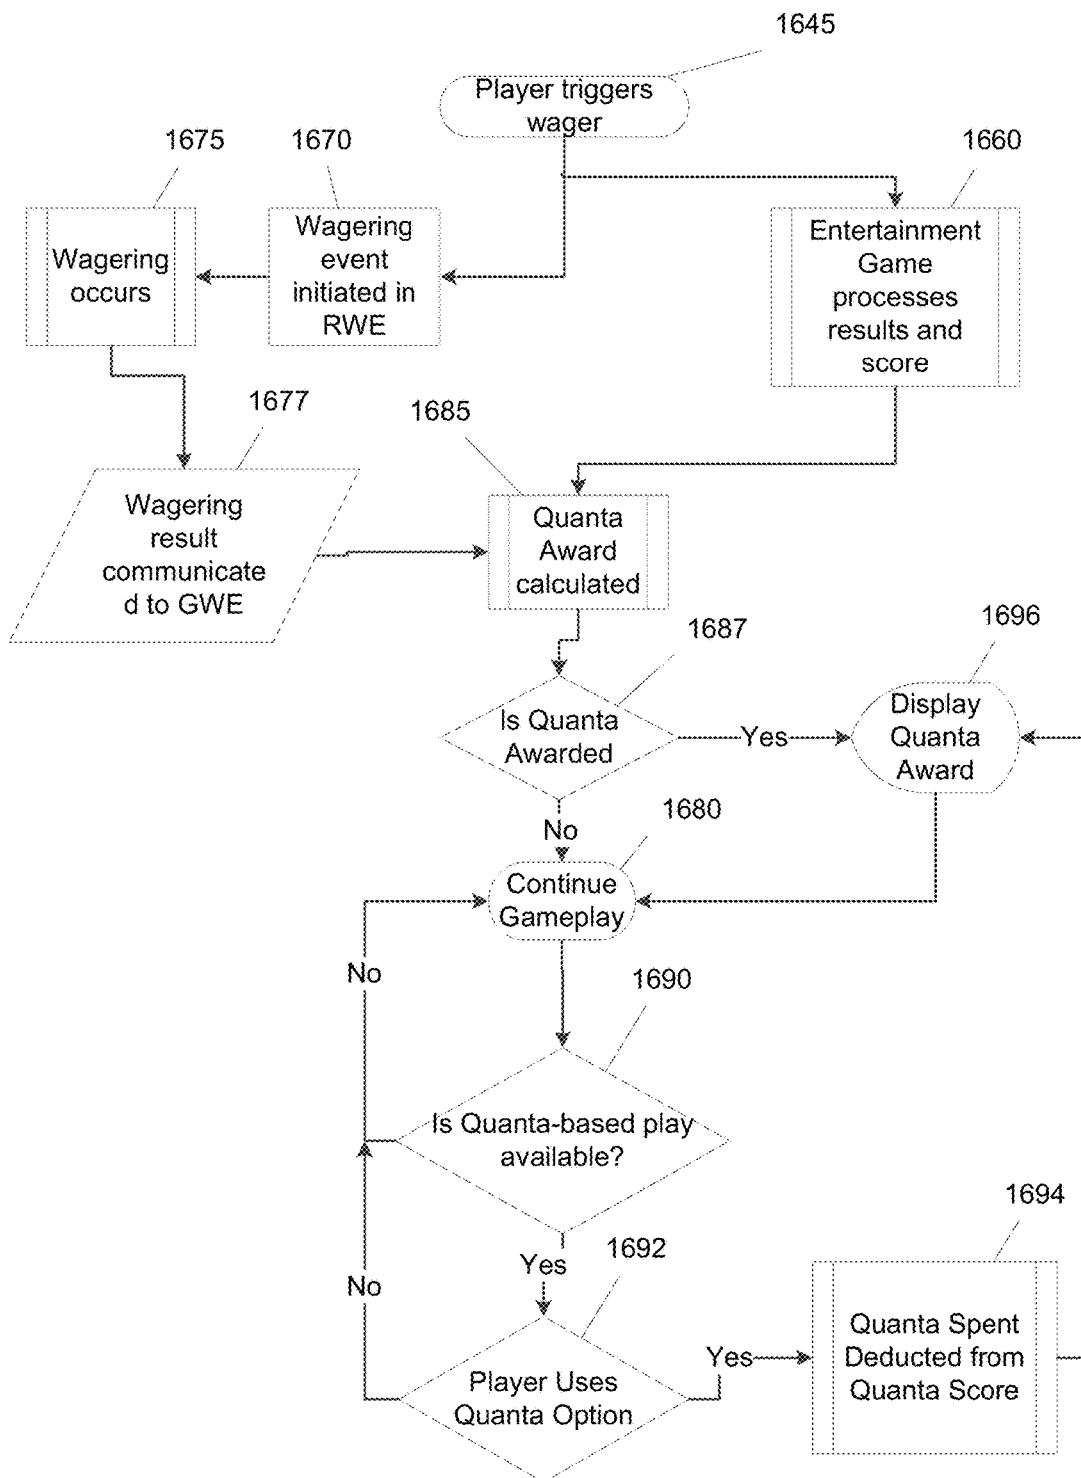 1645
Player triggers
wager
1675
1670
1660
Wagering
occurs
Wagering
event
initiated in
RWE
Entertainment
Game
processes
results and
score
1677
1685
Wagering
result
communicate
d to GWE
Quanta
Award
calculated
1687
1696
Is Quanta
Awarded
Yes
Display
Quanta
Award
No
1680
Continue
Gameplay
No
1690
Is Quanta-based play
available?
1694
Yes
1692
No
Player Uses
Quanta Option
Yes
Quanta Spent
Deducted from
Quanta Score